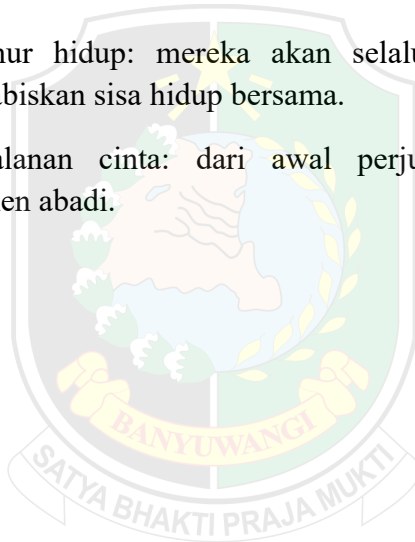 nur hidup: mereka akan selalu
abiskan sisa hidup bersama.
alanan cinta: dari awal perju
en abadi.
BANYUWANGI
SATYA BHAKTI PRAJA MUKTI